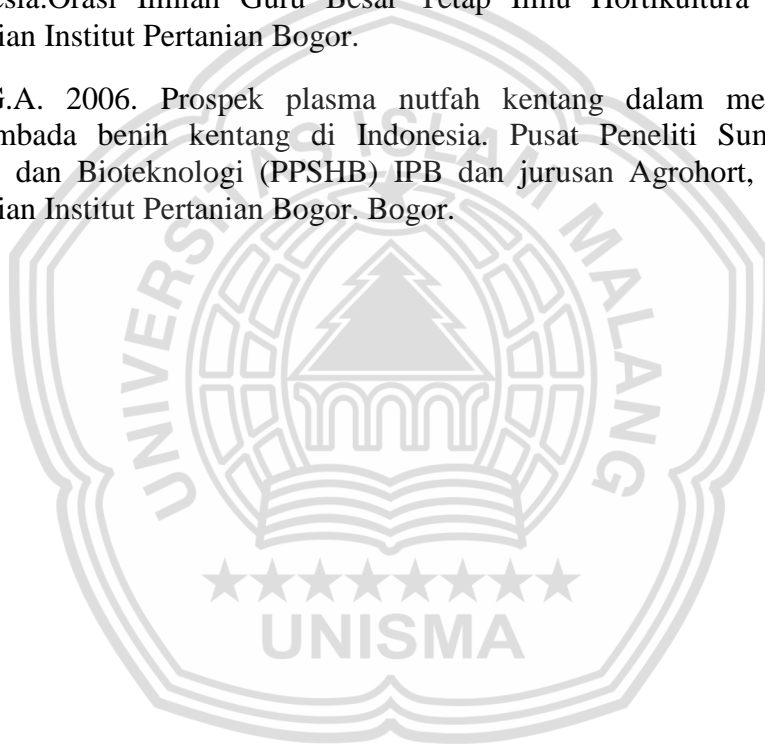 esia.Orasi Ilmiah Guru Besar Tetap Ilmu Hortikultura
ian Institut Pertanian Bogor.
G.A. 2006. Prospek plasma nutfah kentang dalam me
mbada benih kentang di Indonesia. Pusat Peneliti Sun
dan Bioteknologi (PPSHB) IPB dan jurusan Agrohort,
ian Institut Pertanian Bogor. Bogor.
UNIVERSITAS ISLAM MALANG
UNISMA